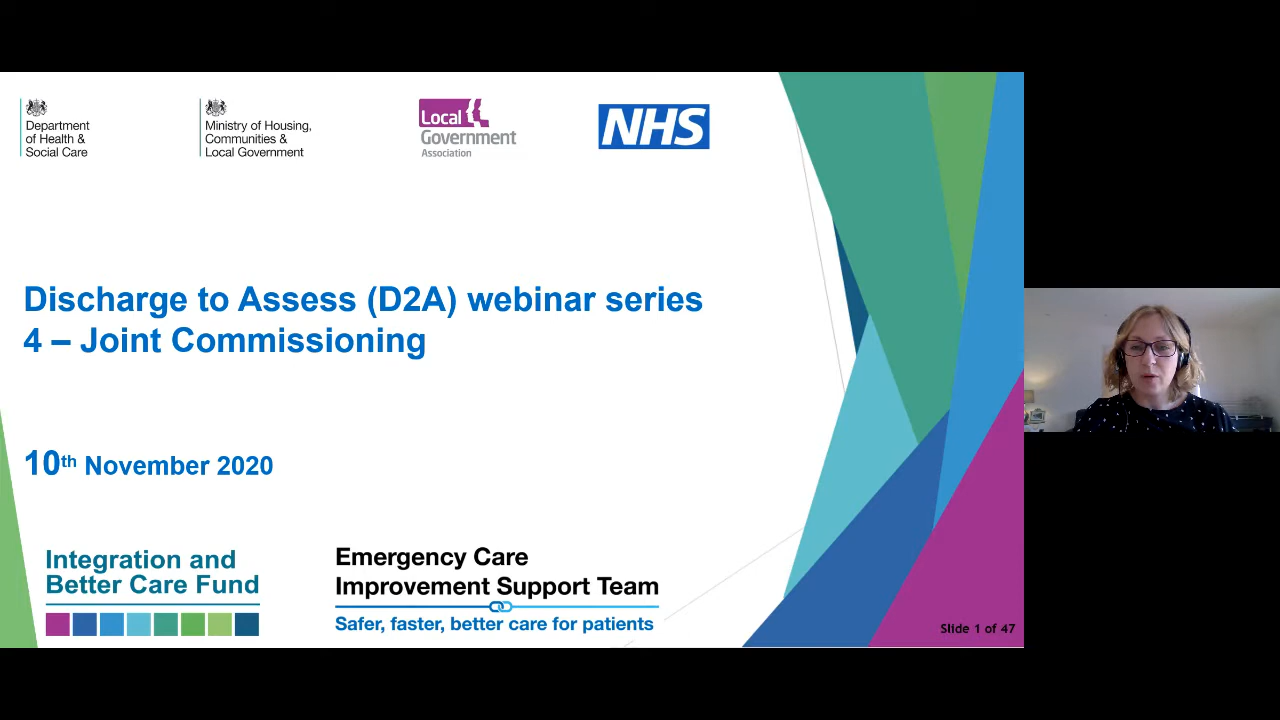 Department
of Health &
Social Care
Ministry of Housing,
Communities &
Local Government
Local
Government
Association
NHS
Discharge to Assess (D2A) webinar series
4 – Joint Commissioning
10th November 2020
Integration and
Better Care Fund
Emergency Care
Improvement Support Team
Safer, faster, better care for patients
Slide 1 of 47